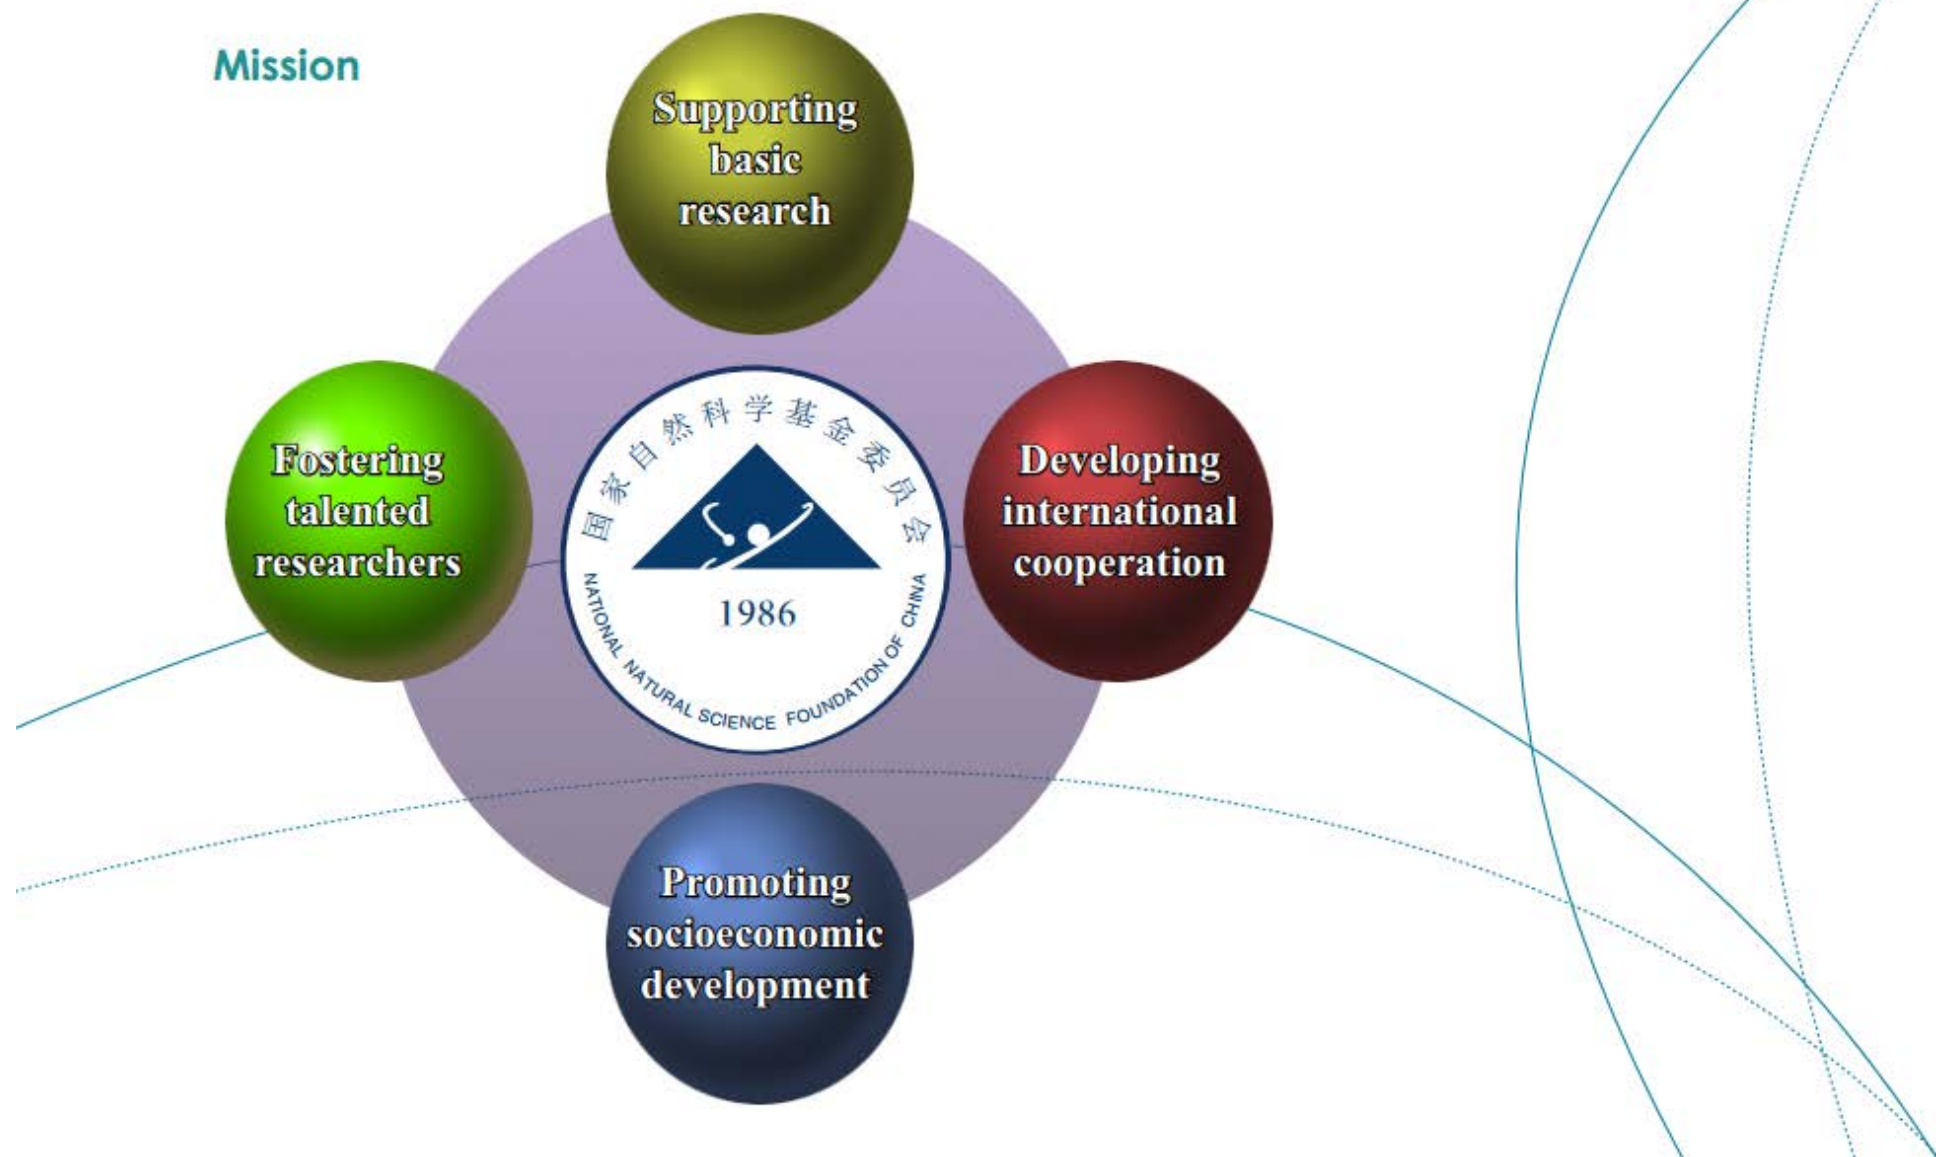 Mission
Supporting
basic
research
Fostering
talented
researchers
国家自然科学基金委员会
1986
NATIONAL NATURAL SCIENCE FOUNDATION OF CHINA
Developing
international
cooperation
Promoting
socioeconomic
development